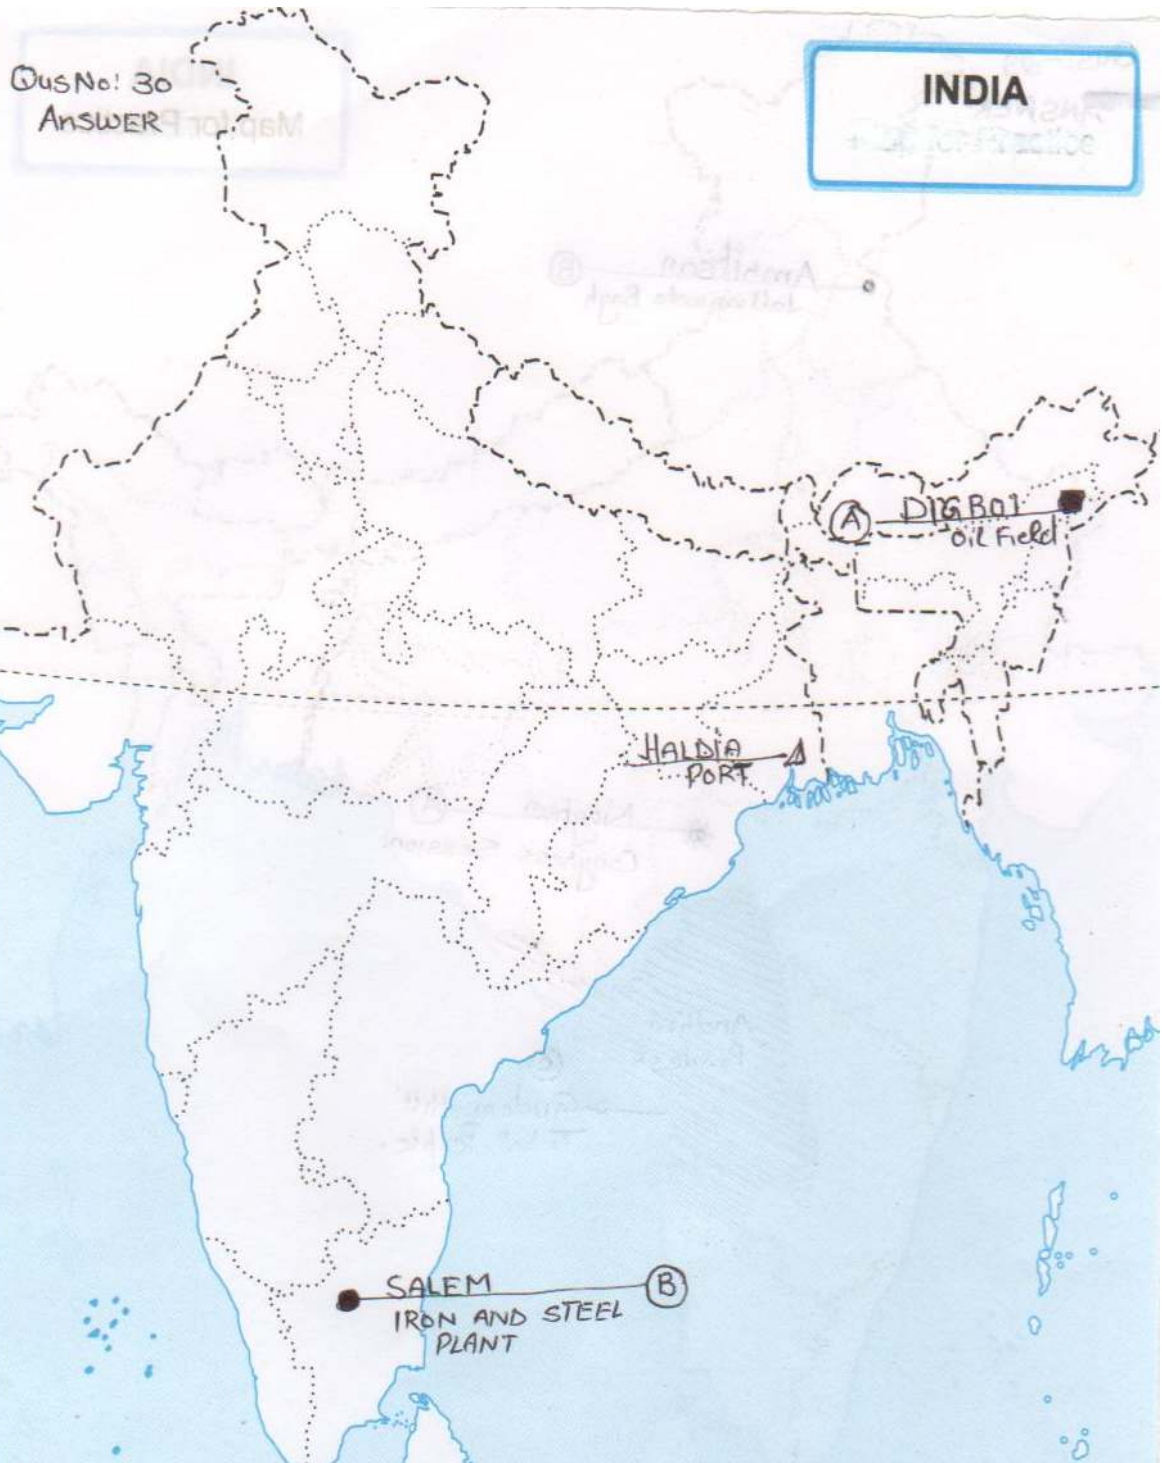 QusNo: 30
ANSWER
INDIA
A
DIGBOI
Oil Field
HALDIA
PORT
SALEM
B
IRON AND STEEL
PLANT